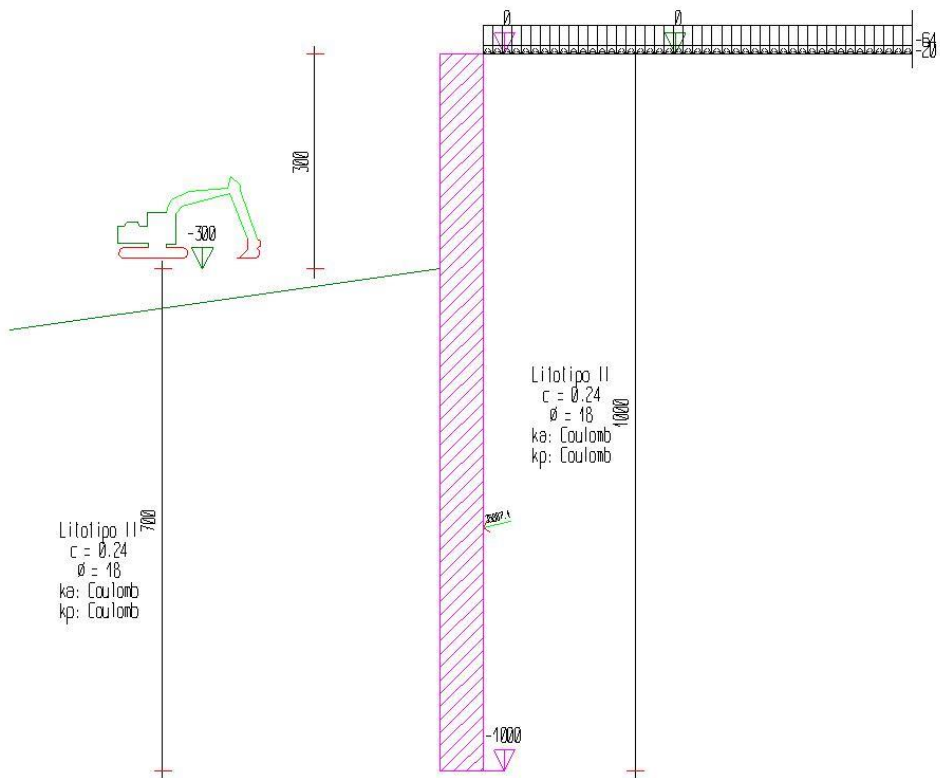 0
0
-64
-20
300
-300
Litotipo II
c = 0.24
Ø = 18
ka: Coulomb
kp: Coulomb
1000
Litotipo II
c = 0.24
Ø = 18
ka: Coulomb
kp: Coulomb
700
-1000